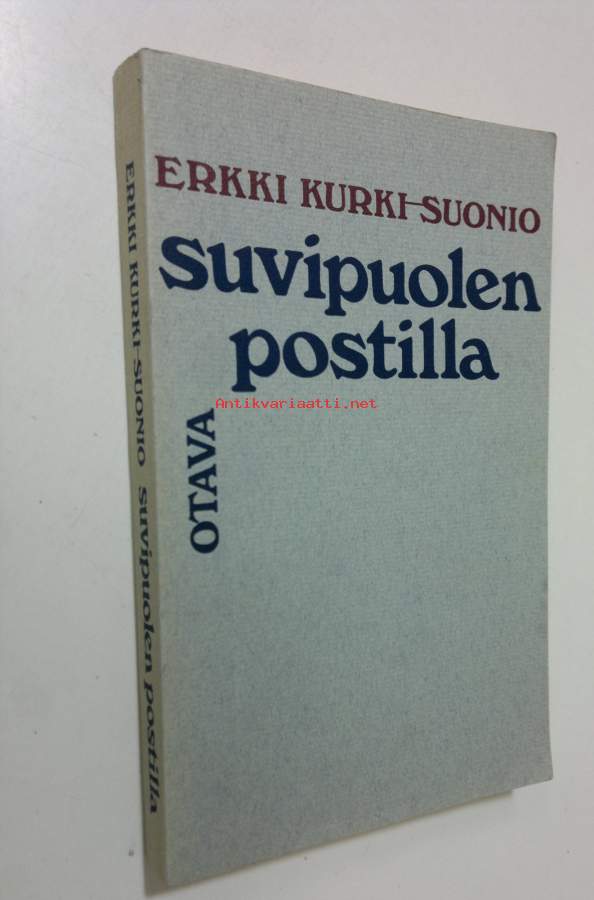 ERKKI KURKI-SUONIO
suvipuolen
postilla
Antikvariaatti.net
OTAVA
ERKKI KURKI-SUONIO suvipuolen postilla